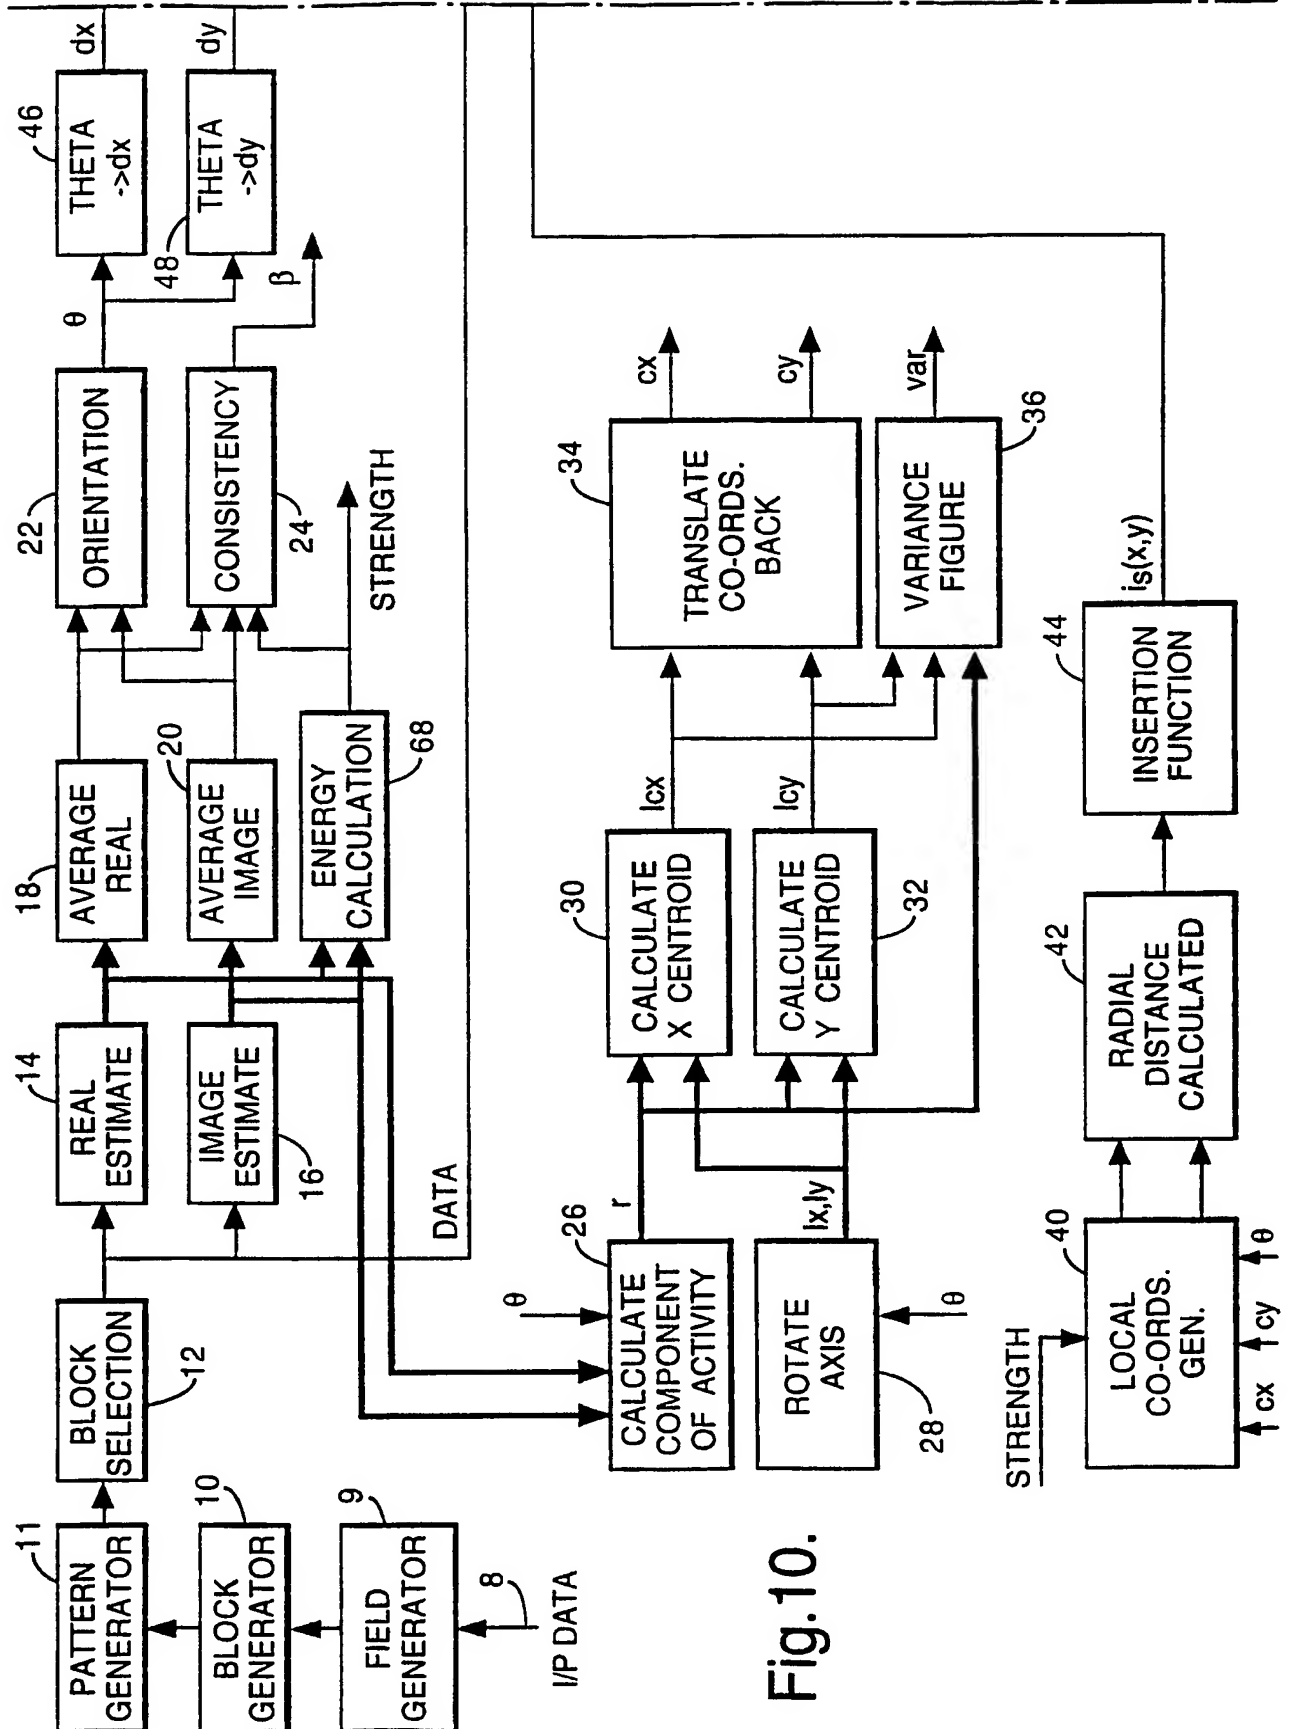 I/P DATA
8
FIELD
GENERATOR
9
BLOCK
GENERATOR
10
PATTERN
GENERATOR
11
BLOCK
SELECTION
12
REAL
ESTIMATE
14
IMAGE
ESTIMATE
16
DATA
AVERAGE
REAL
18
AVERAGE
IMAGE
20
ENERGY
CALCULATION
68
STRENGTH
ORIENTATION
22
CONSISTENCY
24
θ
β
THETA
->dx
46
THETA
->dy
48
dx
dy
θ
CALCULATE
COMPONENT
OF ACTIVITY
26
r
ROTATE
AXIS
28
θ
lx,ly
CALCULATE
X CENTROID
30
lcx
CALCULATE
Y CENTROID
32
lcy
TRANSLATE
CO-ORDS.
BACK
34
cx
cy
VARIANCE
FIGURE
36
var
STRENGTH
LOCAL
CO-ORDS.
GEN.
40
cx
cy
θ
RADIAL
DISTANCE
CALCULATED
42
INSERTION
FUNCTION
44
is(x,y)
Fig.10.